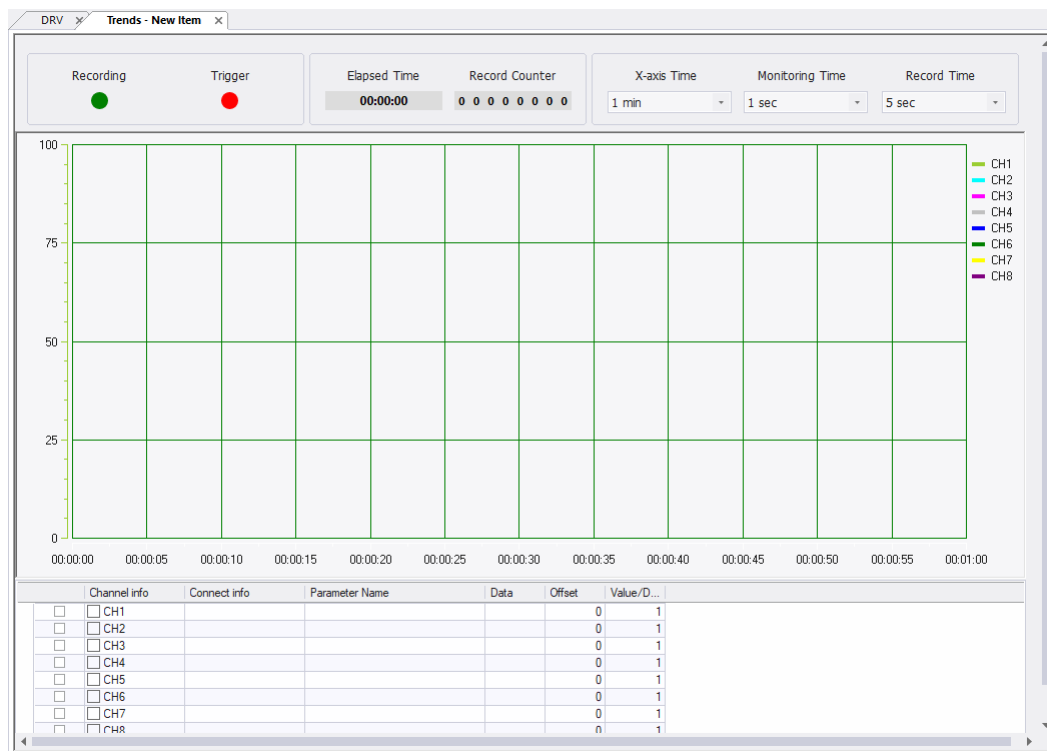 DRV Trends - New Item
Recording Trigger Elapsed Time Record Counter X-axis Time Monitoring Time Record Time
00:00:00 0 0 0 0 0 0 0 0 1 min 1 sec 5 sec
100
75
50
25
0
CH1
CH2
CH3
CH4
CH5
CH6
CH7
CH8
00:00:00 00:00:05 00:00:10 00:00:15 00:00:20 00:00:25 00:00:30 00:00:35 00:00:40 00:00:45 00:00:50 00:00:55 00:01:00
Channel info Connect info Parameter Name Data Offset Value/D...
CH1 0 1
CH2 0 1
CH3 0 1
CH4 0 1
CH5 0 1
CH6 0 1
CH7 0 1
CH8 0 1